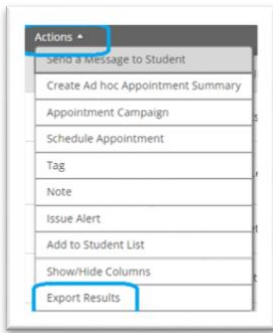 Actions
Send a Message to Student
Create Ad hoc Appointment Summary
Appointment Campaign
Schedule Appointment
Tag
Note
Issue Alert
Add to Student List
Show/Hide Columns
Export Results